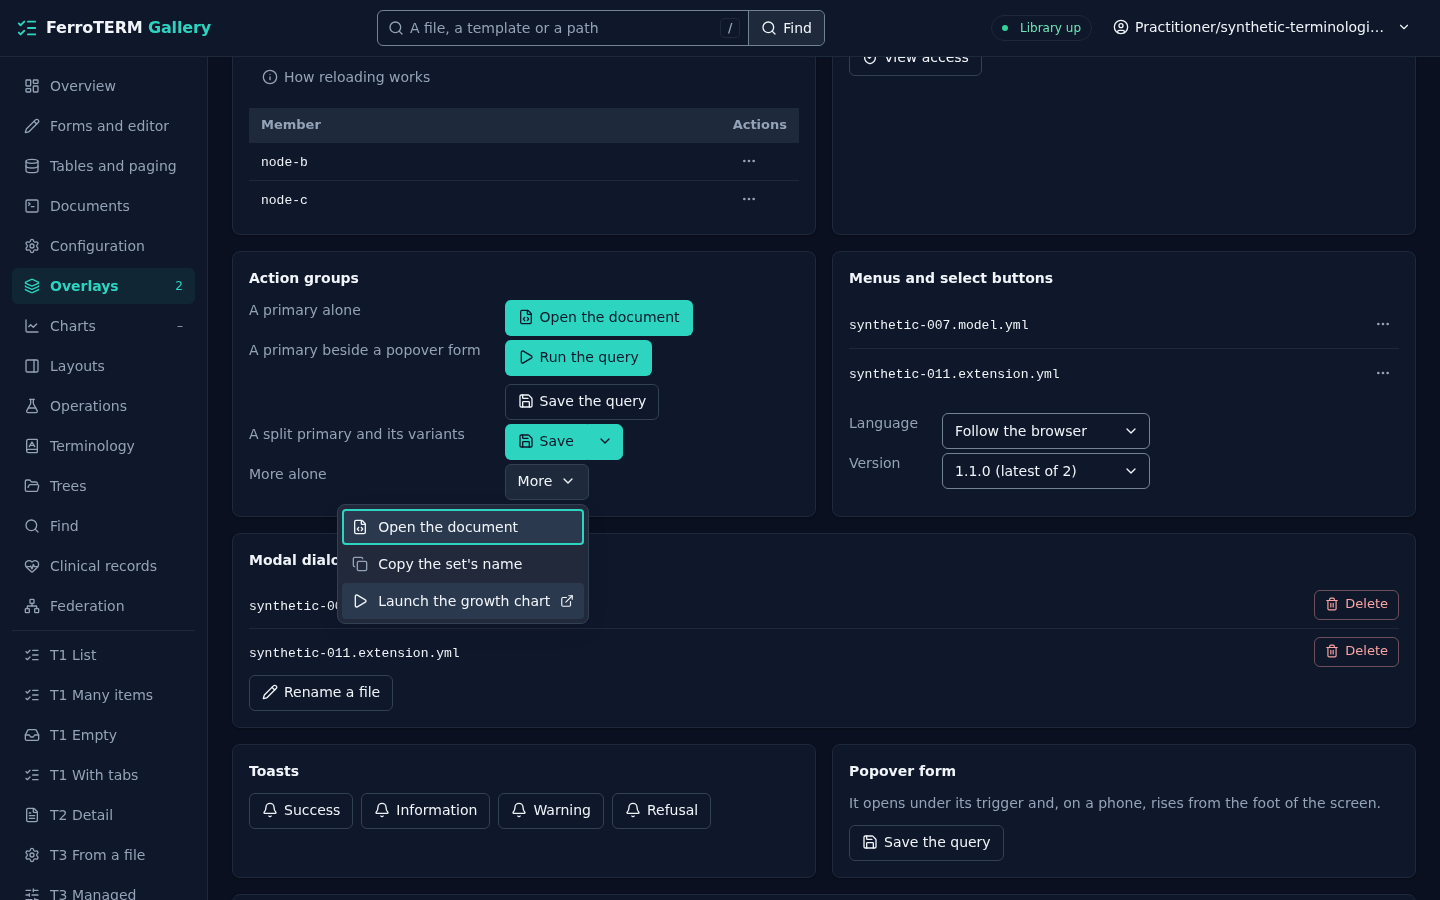 FerroTERM Gallery
A file, a template or a path
/
Find
Library up
Practitioner/synthetic-terminologi...
Overview
Forms and editor
Tables and paging
Documents
Configuration
Overlays 2
Charts –
Layouts
Operations
Terminology
Trees
Find
Clinical records
Federation
T1 List
T1 Many items
T1 Empty
T1 With tabs
T2 Detail
T3 From a file
T3 Managed
How reloading works
Member Actions
node-b
node-c
View access
Action groups
A primary alone
Open the document
A primary beside a popover form
Run the query
Save the query
A split primary and its variants
Save
More alone
More
Open the document
Copy the set's name
Launch the growth chart
Menus and select buttons
synthetic-007.model.yml
synthetic-011.extension.yml
Language
Follow the browser
Version
1.1.0 (latest of 2)
Delete
synthetic-011.extension.yml
Delete
Rename a file
Toasts
Success
Information
Warning
Refusal
Popover form
It opens under its trigger and, on a phone, rises from the foot of the screen.
Save the query